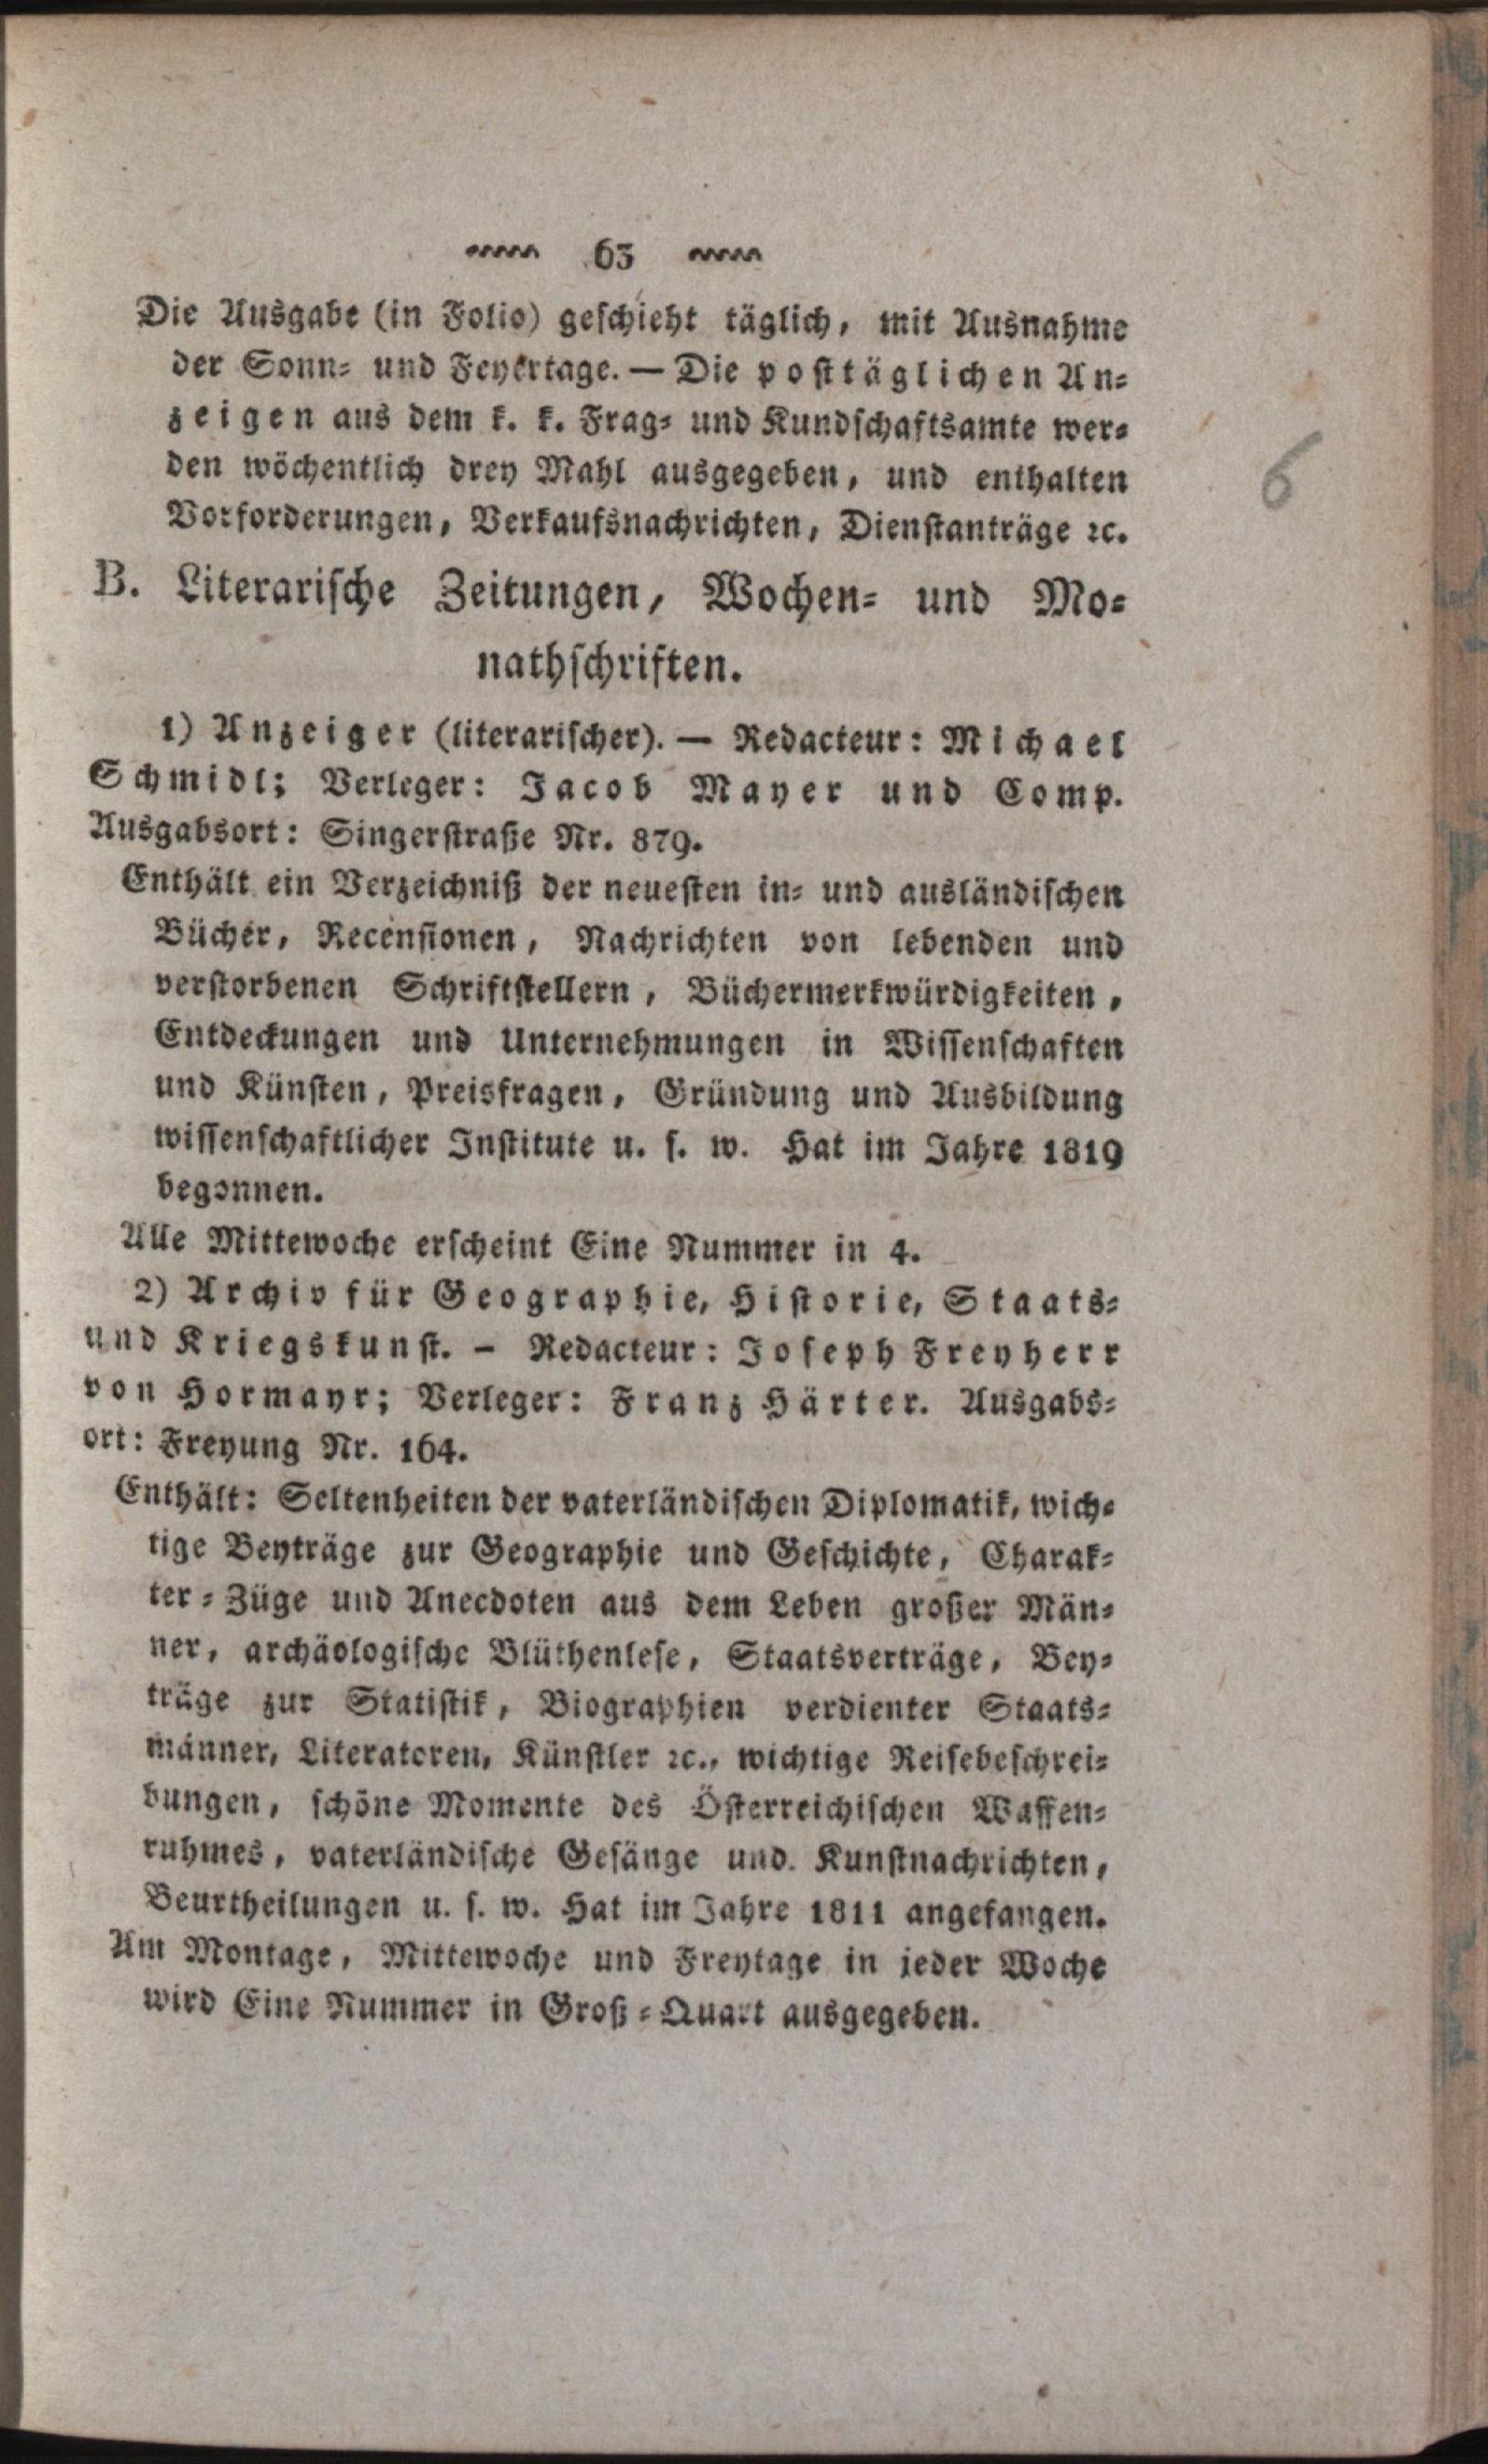 63
Die Ausgabe (in Folio) geschieht täglich, mit Ausnahme
der Sonn- und Feyertage. — Die posttäglichen An-
zeigen aus dem k. k. Frag- und Kundschaftsamte wer-
den wöchentlich drey Mahl ausgegeben, und enthalten
Vorforderungen, Verkaufsnachrichten, Dienstanträge ꝛc.
6
B. Literarische Zeitungen, Wochen- und Mo-
nathschriften.
1) Anzeiger (literarischer). — Redacteur: Michael
Schmidl; Verleger: Jacob Mayer und Comp.
Ausgabsort: Singerstraße Nr. 879.
Enthält ein Verzeichniß der neuesten in- und ausländischen
Bücher, Recensionen, Nachrichten von lebenden und
verstorbenen Schriftstellern, Büchermerkwürdigkeiten,
Entdeckungen und Unternehmungen in Wissenschaften
und Künsten, Preisfragen, Gründung und Ausbildung
wissenschaftlicher Institute u. s. w. Hat im Jahre 1819
begonnen.
Alle Mittewoche erscheint Eine Nummer in 4.
2) Archiv für Geographie, Historie, Staats-
und Kriegskunst. – Redacteur: Joseph Freyherr
von Hormayr; Verleger: Franz Härter. Ausgabs-
ort: Freyung Nr. 164.
Enthält: Seltenheiten der vaterländischen Diplomatik, wich-
tige Beyträge zur Geographie und Geschichte, Charak-
ter-Züge und Anecdoten aus dem Leben großer Män-
ner, archäologische Blüthenlese, Staatsverträge, Bey-
träge zur Statistik, Biographien verdienter Staats-
männer, Literatoren, Künstler ꝛc., wichtige Reisebeschrei-
bungen, schöne Momente des Österreichischen Waffen-
ruhmes, vaterländische Gesänge und Kunstnachrichten,
Beurtheilungen u. s. w. Hat im Jahre 1811 angefangen.
Am Montage, Mittewoche und Freytage in jeder Woche
wird Eine Nummer in Groß-Quart ausgegeben.